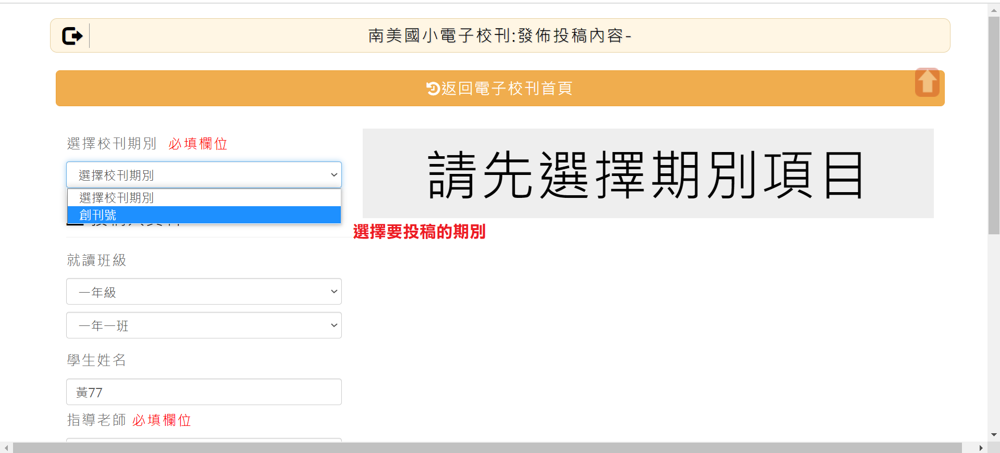 南美國小電子校刊:發佈投稿內容-
返回電子校刊首頁
選擇校刊期別 必填欄位
選擇校刊期別
選擇校刊期別
創刊號
請先選擇期別項目
選擇要投稿的期別
就讀班級
一年級
一年一班
學生姓名
黃77
指導老師 必填欄位